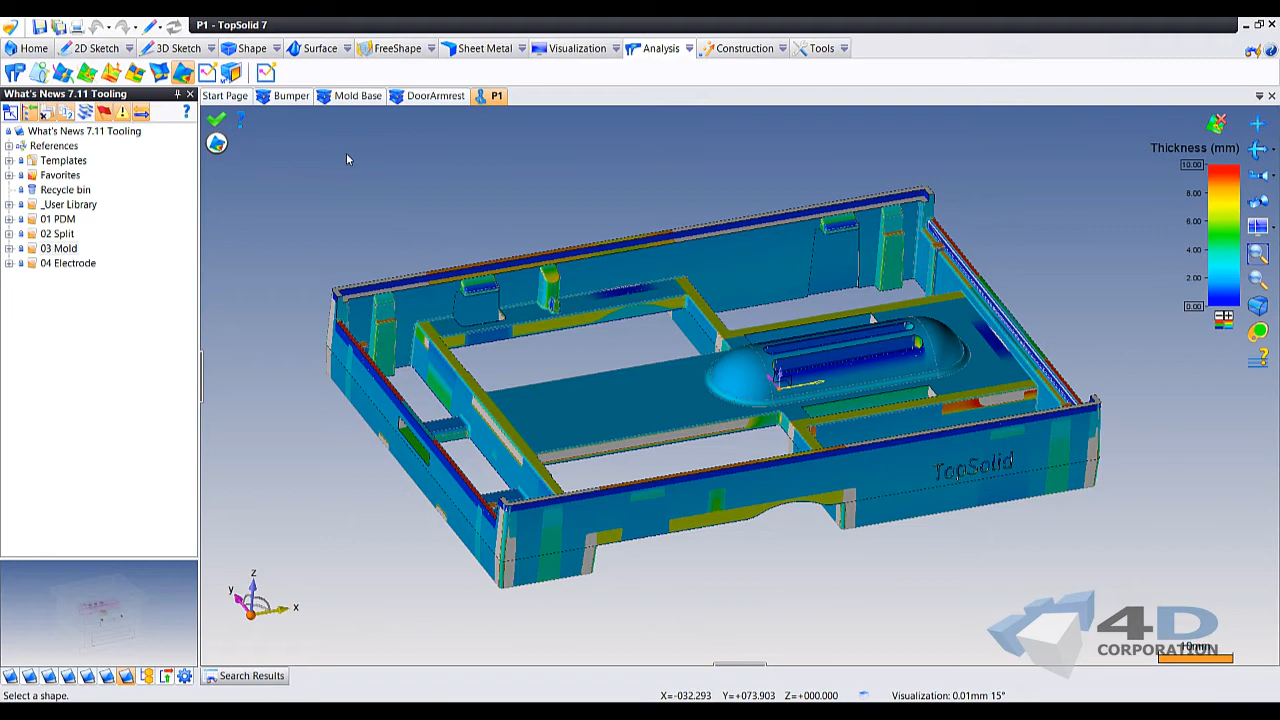 P1 - TopSolid 7
Home 2D Sketch 3D Sketch Shape Surface FreeShape Sheet Metal Visualization Analysis Construction Tools
What's News 7.11 Tooling
Start Page Bumper Mold Base DoorArmrest P1
What's News 7.11 Tooling
References
Templates
Favorites
Recycle bin
_User Library
01 PDM
02 Split
03 Mold
04 Electrode
Thickness (mm)
10.00
8.00
6.00
4.00
2.00
0.00
TopSolid
z
y
x
4D
CORPORATION
10mm
Search Results
Select a shape.
X=-032.293 Y=+073.903 Z=+000.000 Visualization: 0.01mm 15°